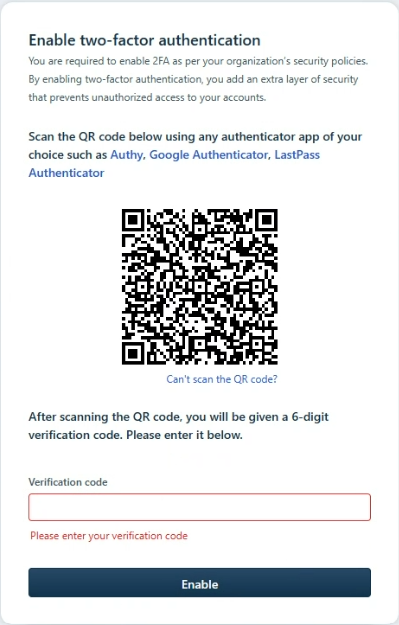 Enable two-factor authentication
You are required to enable 2FA as per your organization's security policies.
By enabling two-factor authentication, you add an extra layer of security
that prevents unauthorized access to your accounts.
Scan the QR code below using any authenticator app of your
choice such as Authy, Google Authenticator, LastPass
Authenticator
Can't scan the QR code?
After scanning the QR code, you will be given a 6-digit
verification code. Please enter it below.
Verification code
Please enter your verification code
Enable